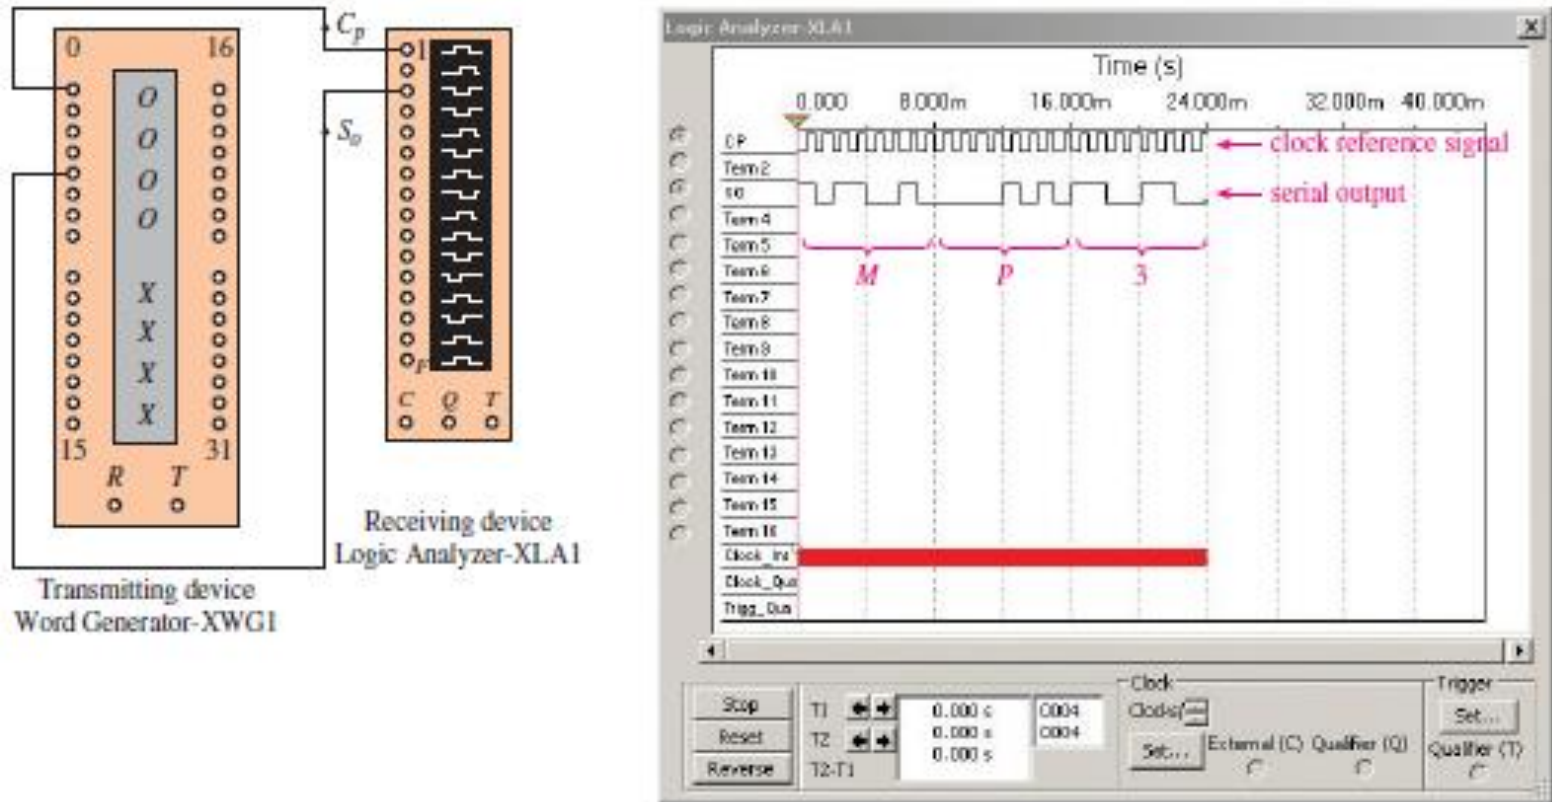 0 16
O
O
O
O
X
X
X
X
15 31
R T
Transmitting device
Word Generator-XWG1
Cp
So
1
F
C Q T
Receiving device
Logic Analyzer-XLA1
Logic Analyzer-XLA1
X
Time (s)
0.000 8.000m 16.000m 24.000m 32.000m 40.000m
CP
clock reference signal
Term 2
SO
serial output
Term 4
Term 5
M P 3
Term 6
Term 7
Term 8
Term 9
Term 10
Term 11
Term 12
Term 13
Term 14
Term 15
Term 16
Clock_Int
Clock_Qua
Trigg_Qua
Stop
Reset
Reverse
T1 0.000 s C004
T2 0.000 s C004
T2-T1 0.000 s
Clock
Set...
External (C) Qualifier (Q)
Trigger
Set...
Qualifier (T)